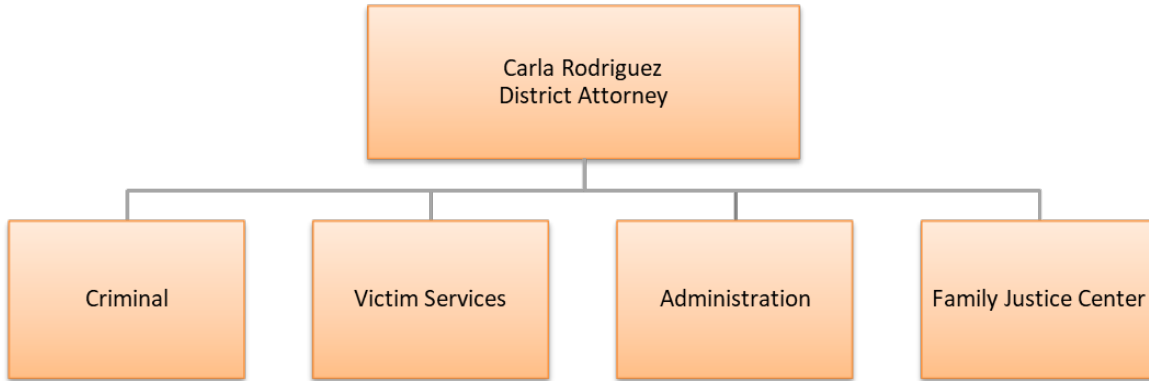 Carla Rodriguez
District Attorney
Criminal
Victim Services
Administration
Family Justice Center